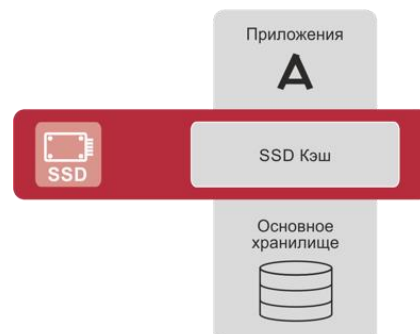 Приложения
A
SSD
SSD Кэш
Основное
хранилище